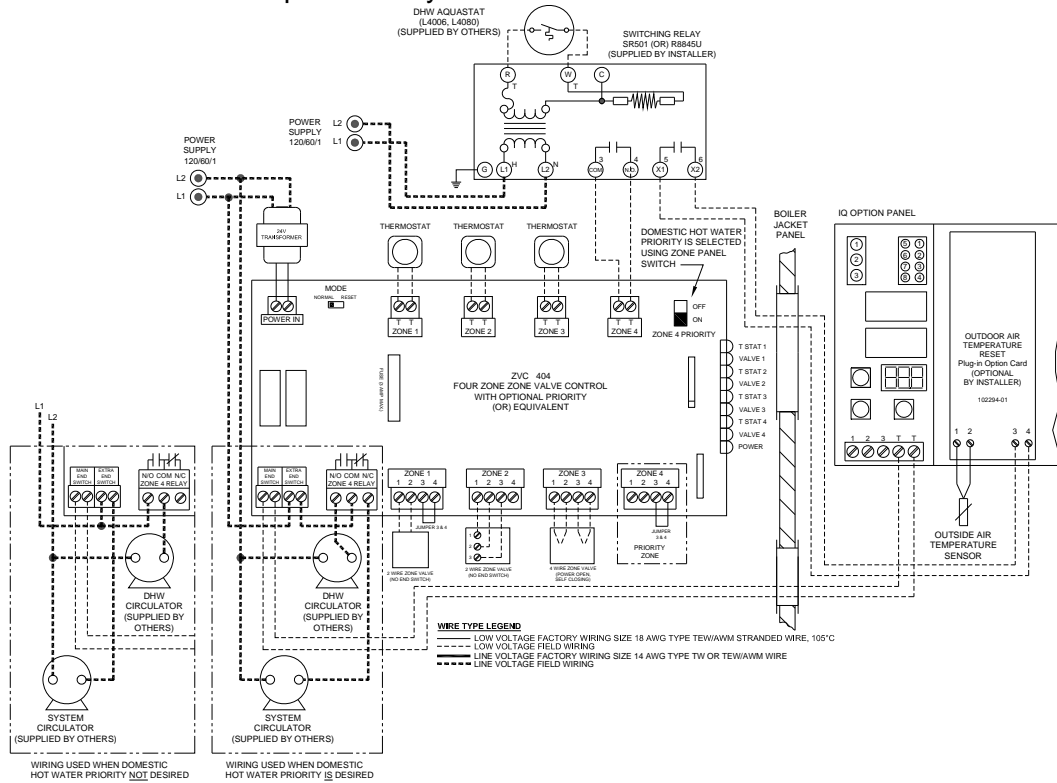 DHW AQUASTAT
(L4006, L4080)
(SUPPLIED BY OTHERS)
SWITCHING RELAY
SR501 (OR) R8845U
(SUPPLIED BY INSTALLER)
R
W
C
T
T
POWER
SUPPLY
120/60/1
L2
L1
G
L1
H
L2
N
3
COM
4
N.O.
5
X1
6
X2
POWER
SUPPLY
120/60/1
L2
L1
24V
TRANSFORMER
THERMOSTAT
THERMOSTAT
THERMOSTAT
DOMESTIC HOT WATER
PRIORITY IS SELECTED
USING ZONE PANEL
SWITCH
BOILER
JACKET
PANEL
IQ OPTION PANEL
1
2
3
5 1
6 2
7 3
8 4
MODE
NORMAL RESET
POWER IN
T T
ZONE 1
T T
ZONE 2
T T
ZONE 3
T T
ZONE 4
OFF
ON
ZONE 4 PRIORITY
T STAT 1
VALVE 1
T STAT 2
VALVE 2
T STAT 3
VALVE 3
T STAT 4
VALVE 4
POWER
ZVC 404
FOUR ZONE ZONE VALVE CONTROL
WITH OPTIONAL PRIORITY
(OR) EQUIVALENT
OUTDOOR AIR
TEMPERATURE
RESET
Plug-in Option Card
(OPTIONAL
BY INSTALLER)
102294-01
1 2 3 T T
1 2
3 4
OUTSIDE AIR
TEMPERATURE
SENSOR
L1
L2
MAIN
END
SWITCH
EXTRA
END
SWITCH
N/O COM N/C
ZONE 4 RELAY
MAIN
END
SWITCH
EXTRA
END
SWITCH
N/O COM N/C
ZONE 4 RELAY
ZONE 1
1 2 3 4
ZONE 2
1 2 3 4
ZONE 3
1 2 3 4
ZONE 4
1 2 3 4
JUMPER 3 & 4
1
2
3
JUMPER
3 & 4
PRIORITY
ZONE
2 WIRE ZONE VALVE
(NO END SWITCH)
2 WIRE ZONE VALVE
(NO END SWITCH)
4 WIRE ZONE VALVE
(POWER OPEN,
SELF CLOSING)
DHW
CIRCULATOR
(SUPPLIED BY
OTHERS)
DHW
CIRCULATOR
(SUPPLIED BY
OTHERS)
SYSTEM
CIRCULATOR
(SUPPLIED BY OTHERS)
SYSTEM
CIRCULATOR
(SUPPLIED BY OTHERS)
WIRE TYPE LEGEND
LOW VOLTAGE FACTORY WIRING SIZE 18 AWG TYPE TEW/AWM STRANDED WIRE, 105°C
LOW VOLTAGE FIELD WIRING
LINE VOLTAGE FACTORY WIRING SIZE 14 AWG TYPE TW OR TEW/AWM WIRE
LINE VOLTAGE FIELD WIRING
WIRING USED WHEN DOMESTIC
HOT WATER PRIORITY NOT DESIRED
WIRING USED WHEN DOMESTIC
HOT WATER PRIORITY IS DESIRED